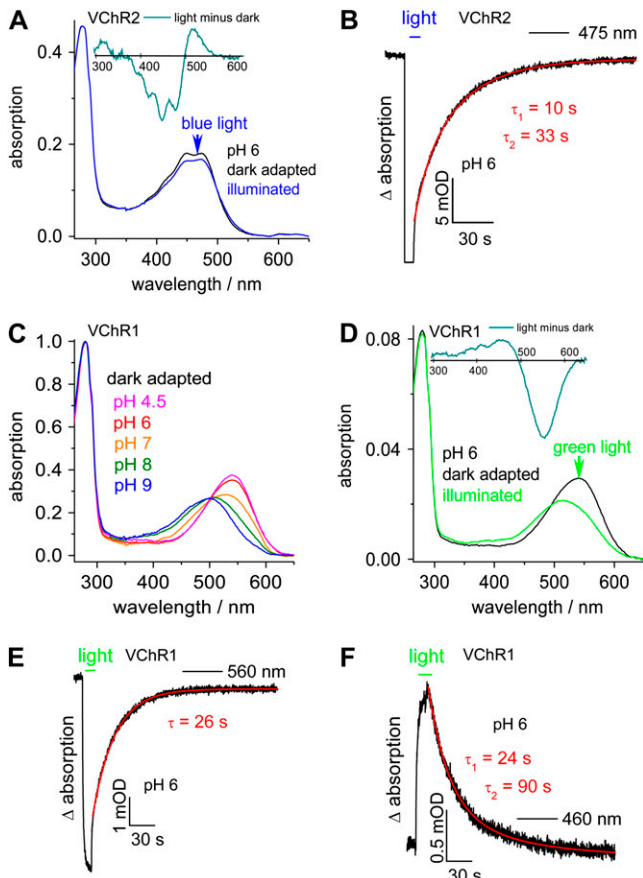 A
VChR2
light minus dark
300 400 500 600
0.4
0.2
0.0
absorption
blue light
pH 6
dark adapted
illuminated
300 400 500 600
wavelength / nm
B
light
VChR2
475 nm
τ1 = 10 s
τ2 = 33 s
pH 6
Δ absorption
5 mOD
30 s
C
VChR1
1.0
0.8
0.6
0.4
0.2
0.0
absorption
dark adapted
pH 4.5
pH 6
pH 7
pH 8
pH 9
300 400 500 600
wavelength / nm
D
VChR1
light minus dark
300 400 500 600
0.08
0.04
0.00
absorption
green light
pH 6
dark adapted
illuminated
300 400 500 600
wavelength / nm
E
light
VChR1
560 nm
τ = 26 s
Δ absorption
1 mOD
pH 6
30 s
F
light
VChR1
pH 6
τ1 = 24 s
τ2 = 90 s
460 nm
Δ absorption
0.5 mOD
30 s